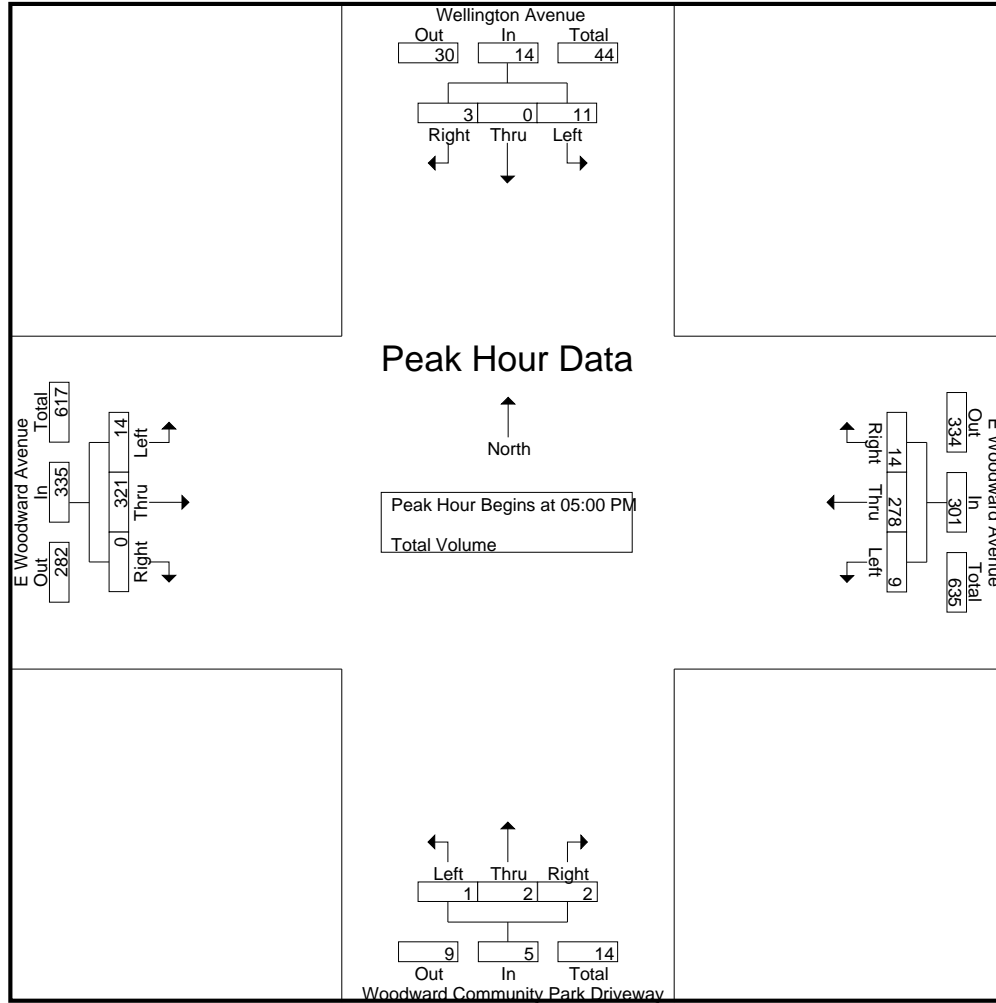 Wellington Avenue
Out In Total
30 14 44
3 0 11
Right Thru Left
Peak Hour Data
North
Peak Hour Begins at 05:00 PM
Total Volume
E Woodward Avenue
Out In Total
282 335 617
0 321 14
Right Thru Left
E Woodward Avenue
Out In Total
334 301 635
14 278 9
Right Thru Left
Left Thru Right
1 2 2
9 5 14
Out In Total
Woodward Community Park Driveway